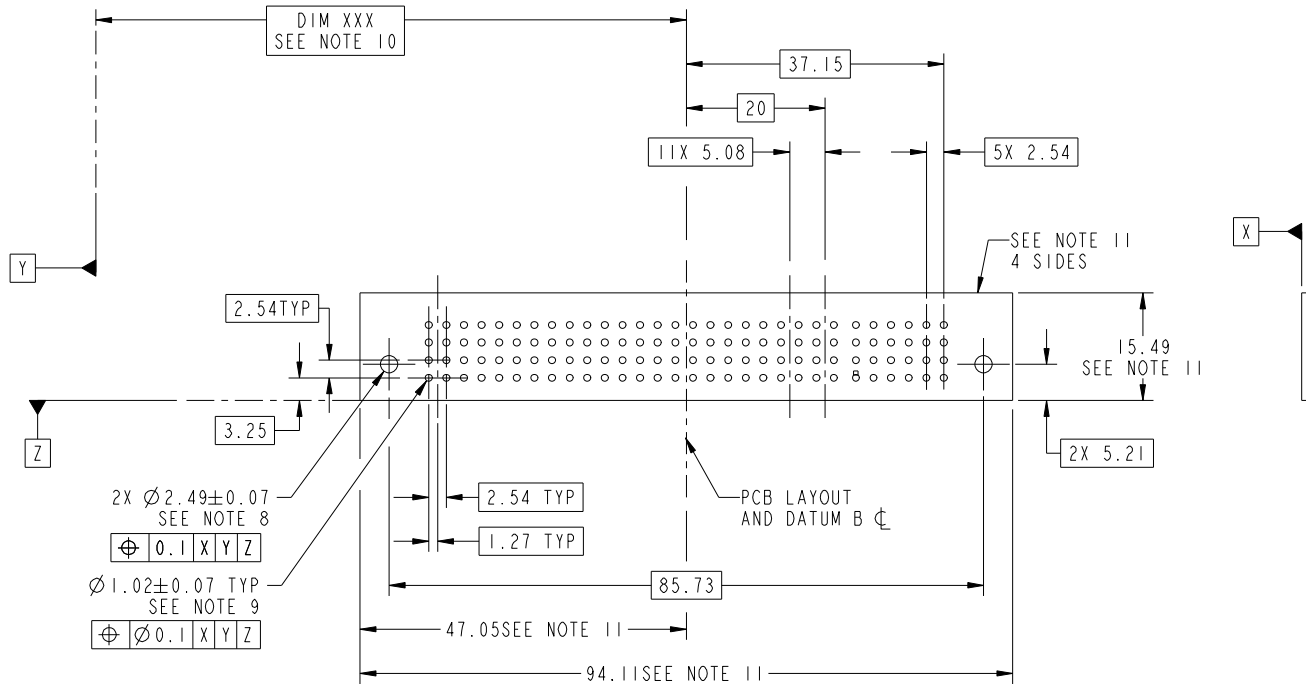 DIM XXX
SEE NOTE 10
37.15
20
11X 5.08
5X 2.54
SEE NOTE 11
4 SIDES
X
Y
2.54TYP
15.49
SEE NOTE 11
3.25
Z
2X 5.21
2X Ø2.49±0.07
SEE NOTE 8
⌖ 0.1 X Y Z
2.54 TYP
PCB LAYOUT
AND DATUM B ℄
1.27 TYP
Ø1.02±0.07 TYP
SEE NOTE 9
⌖ Ø0.1 X Y Z
85.73
47.05SEE NOTE 11
94.11SEE NOTE 11